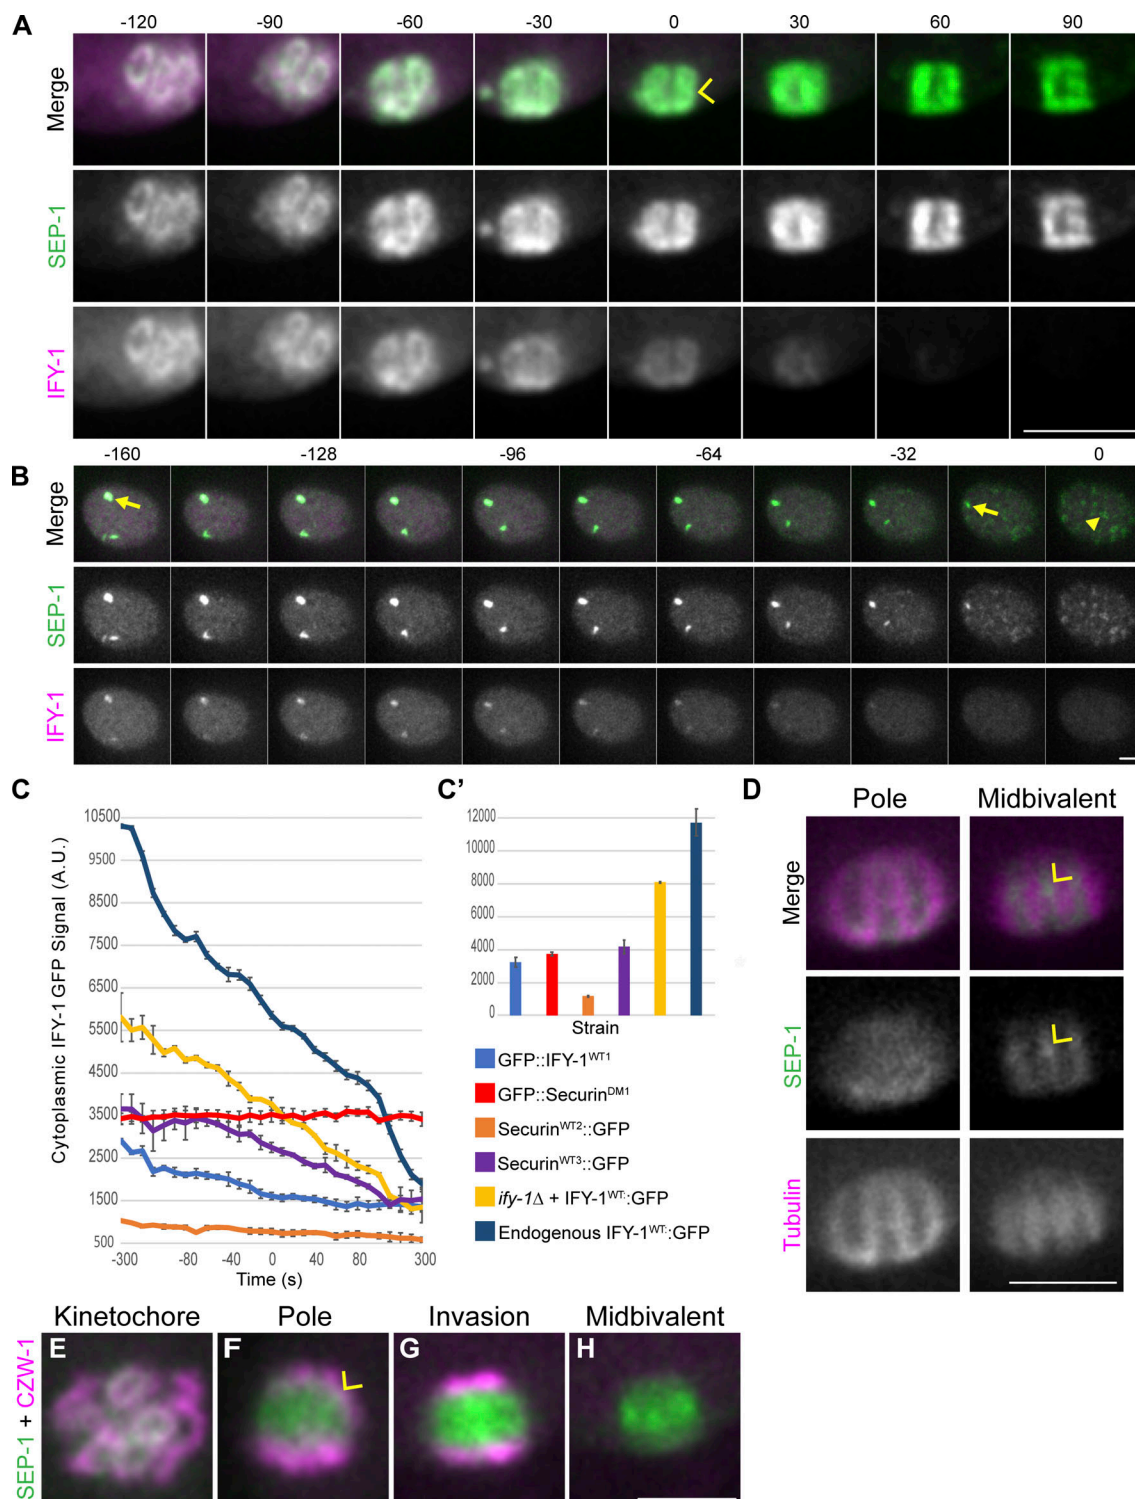 A
-120 -90 -60 -30 0 30 60 90
Merge
SEP-1
IFY-1
B
-160 -128 -96 -64 -32 0
Merge
SEP-1
IFY-1
C
Cytoplasmic IFY-1 GFP Signal (A.U.)
10500
9500
8500
7500
6500
5500
4500
3500
2500
1500
500
-300 -80 -40 0 40 80 300
Time (s)
C'
12000
10000
8000
6000
4000
2000
0
Strain
GFP::IFY-1WT1
GFP::SecurinDM1
SecurinWT2::GFP
SecurinWT3::GFP
ify-1Δ + IFY-1WT::GFP
Endogenous IFY-1WT::GFP
D
Pole Midbivalent
Merge
SEP-1
Tubulin
Kinetochore Pole Invasion Midbivalent
E F G H
SEP-1 + CZW-1